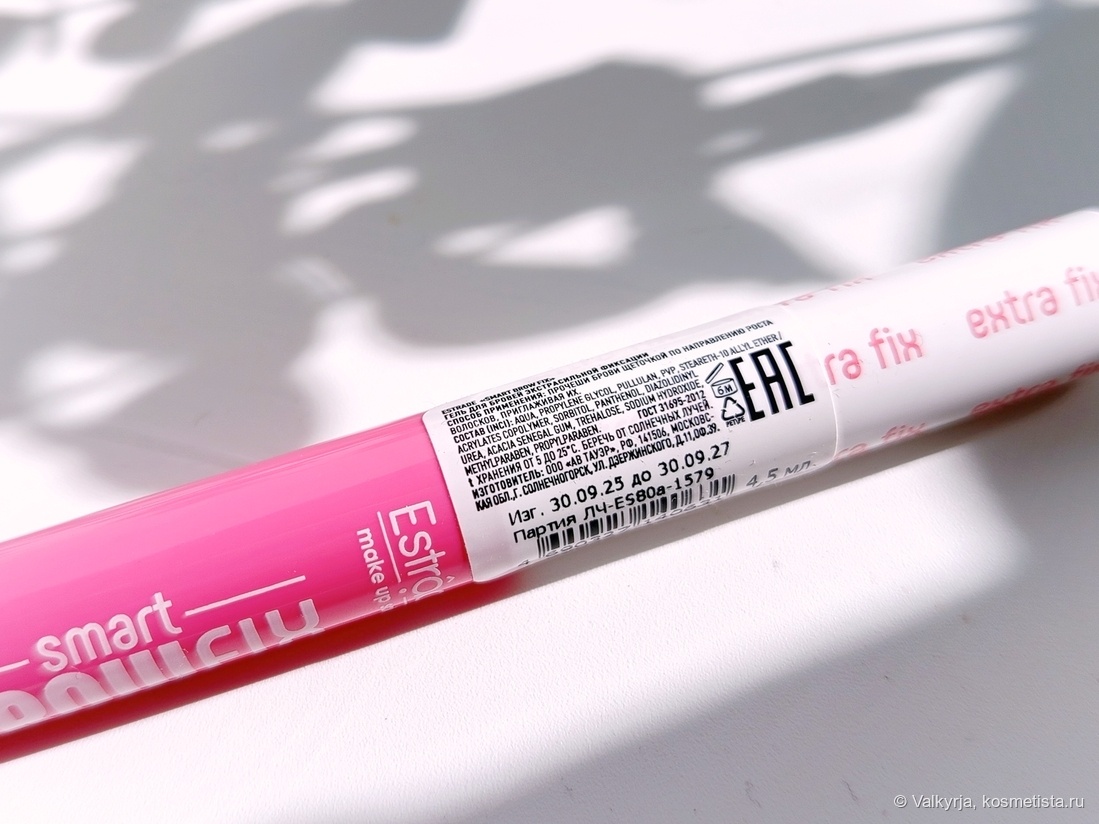 ESTRADE, «SMART BROW FIX»
ГЕЛЬ ДЛЯ БРОВЕЙ ЭКСТРАСИЛЬНОЙ ФИКСАЦИИ
СПОСОБ ПРИМЕНЕНИЯ: ПРОЧЕШИ БРОВИ ЩЕТОЧКОЙ ПО НАПРАВЛЕНИЮ РОСТА
ВОЛОСКОВ, ПРИГЛАЖИВАЯ ИХ.
СОСТАВ (INCI): AQUA, PROPYLENE GLYCOL, PULLULAN, PVP, STEARETH-10 ALLYL ETHER /
ACRYLATES COPOLYMER, SORBITOL, PANTHENOL, DIAZOLIDINYL
UREA, ACACIA SENEGAL GUM, TREHALOSE, SODIUM HYDROXIDE,
METHYLPARABEN, PROPYLPARABEN. ГОСТ 31695-2012
t ХРАНЕНИЯ ОТ 5 ДО 25°C. БЕРЕЧЬ ОТ СОЛНЕЧНЫХ ЛУЧЕЙ.
ИЗГОТОВИТЕЛЬ: ООО «АВ ТАУЭР», РФ, 141506, МОСКОВС-
КАЯ ОБЛ., Г. СОЛНЕЧНОГОРСК, УЛ. ДЗЕРЖИНСКОГО, Д.11, ОФ.39.
6M
EAC
Изг. 30.09.25 до 30.09.27
Партия ЛЧ-ES80a-1579
4,5 мл.
ra fix
extra fix
Estra
make up
smart
© Valkyrja, kosmetista.ru